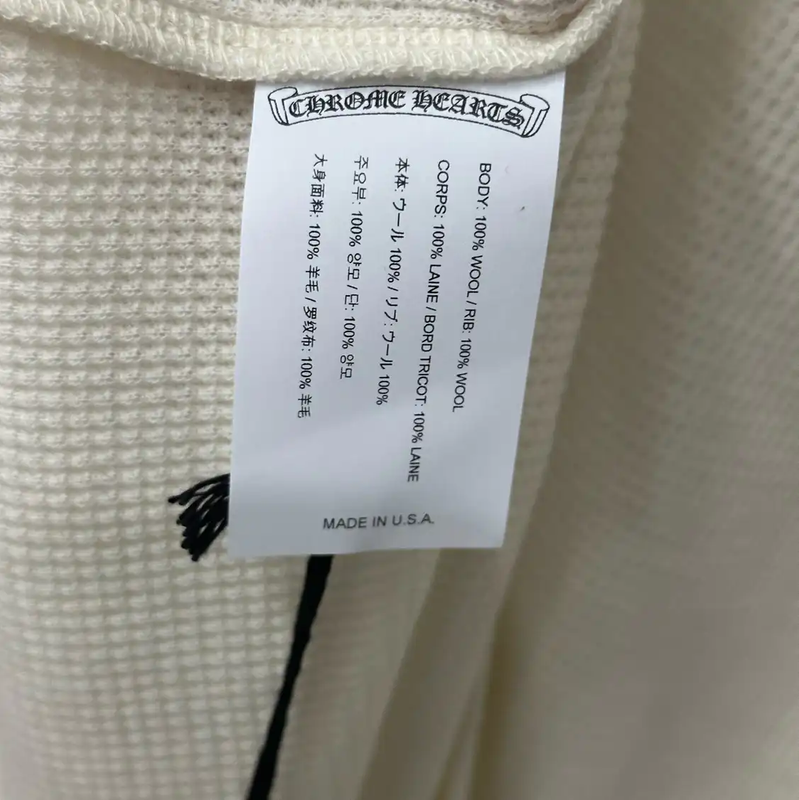 CHROME HEARTS
BODY: 100% WOOL / RIB: 100% WOOL
CORPS: 100% LAINE / BORD TRICOT: 100% LAINE
本体: ウール 100% / リブ: ウール 100%
주요부: 100% 양모 / 단: 100% 양모
大身面料: 100% 羊毛 / 罗纹布: 100% 羊毛
MADE IN U.S.A.